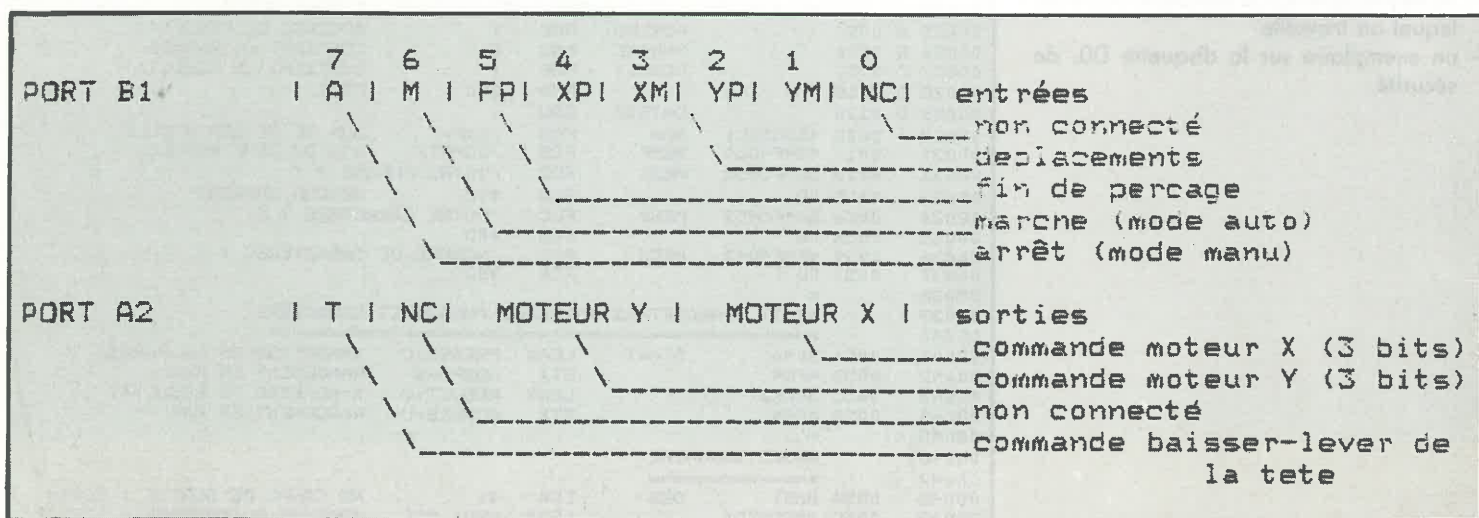 7 6 5 4 3 2 1 0
PORT B1 | A | M | FP| XP| XM| YP| YM| NC| entrées
non connecté
deplacements
fin de percage
marche (mode auto)
arrêt (mode manu)
PORT A2 | T | NC| MOTEUR Y | MOTEUR X | sorties
commande moteur X (3 bits)
commande moteur Y (3 bits)
non connecté
commande baisser-lever de
la tete